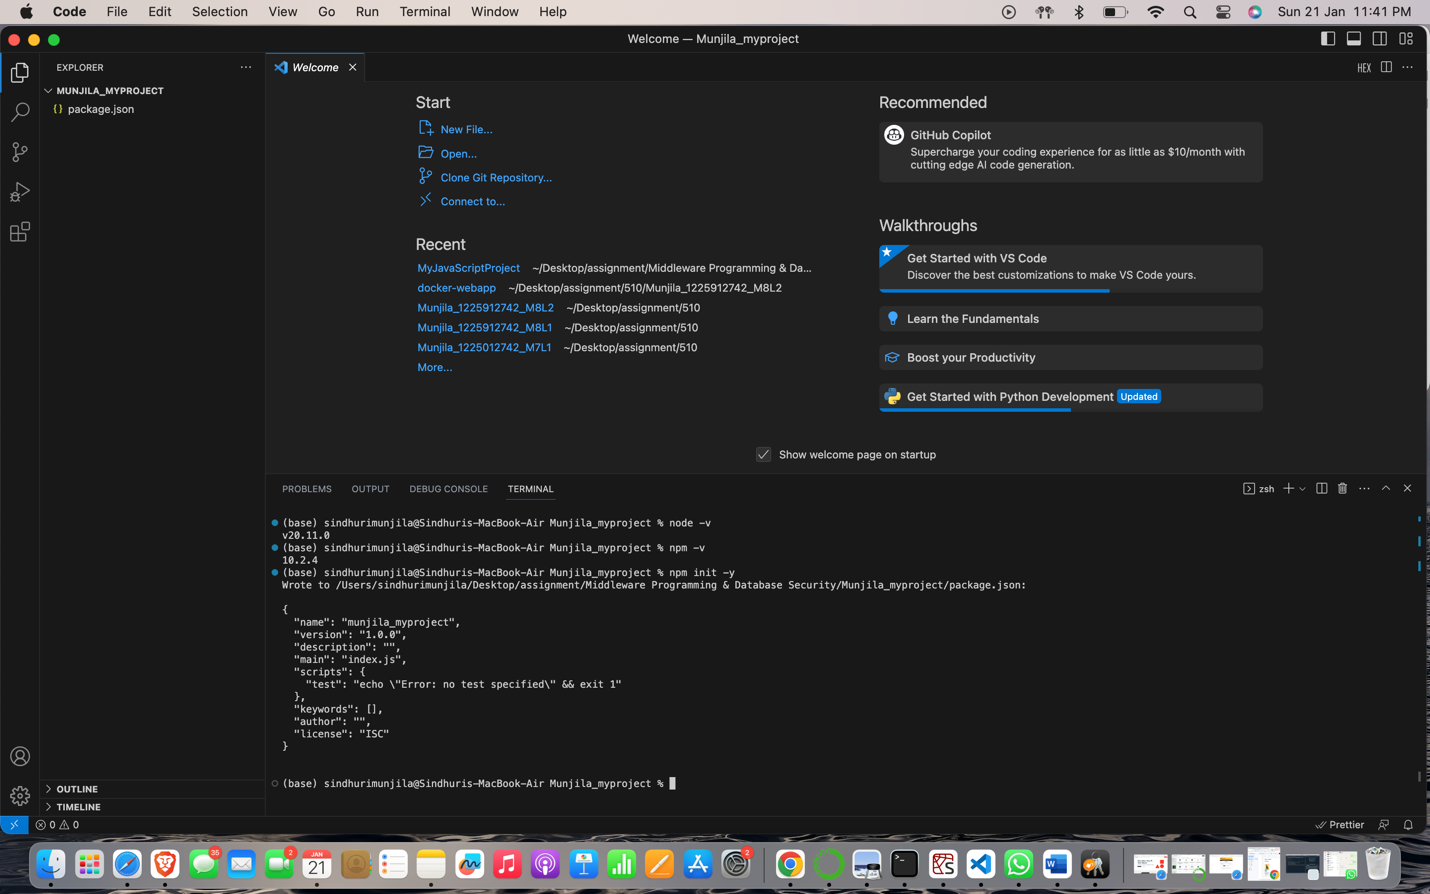 Code File Edit Selection View Go Run Terminal Window Help
Sun 21 Jan 11:41 PM
Welcome — Munjila_myproject
EXPLORER
MUNJILA_MYPROJECT
{} package.json
OUTLINE
TIMELINE
Welcome
HEX
Start
New File...
Open...
Clone Git Repository...
Connect to...
Recent
MyJavaScriptProject ~/Desktop/assignment/Middleware Programming & Da...
docker-webapp ~/Desktop/assignment/510/Munjila_1225912742_M8L2
Munjila_1225912742_M8L2 ~/Desktop/assignment/510
Munjila_1225912742_M8L1 ~/Desktop/assignment/510
Munjila_1225012742_M7L1 ~/Desktop/assignment/510
More...
Recommended
GitHub Copilot
Supercharge your coding experience for as little as $10/month with
cutting edge AI code generation.
Walkthroughs
Get Started with VS Code
Discover the best customizations to make VS Code yours.
Learn the Fundamentals
Boost your Productivity
Get Started with Python Development Updated
Show welcome page on startup
PROBLEMS OUTPUT DEBUG CONSOLE TERMINAL
zsh
(base) sindhurimunjila@Sindhuris-MacBook-Air Munjila_myproject % node -v
v20.11.0
(base) sindhurimunjila@Sindhuris-MacBook-Air Munjila_myproject % npm -v
10.2.4
(base) sindhurimunjila@Sindhuris-MacBook-Air Munjila_myproject % npm init -y
Wrote to /Users/sindhurimunjila/Desktop/assignment/Middleware Programming & Database Security/Munjila_myproject/package.json:
{
"name": "munjila_myproject",
"version": "1.0.0",
"description": "",
"main": "index.js",
"scripts": {
"test": "echo \"Error: no test specified\" && exit 1"
},
"keywords": [],
"author": "",
"license": "ISC"
}
(base) sindhurimunjila@Sindhuris-MacBook-Air Munjila_myproject %
0 0
Prettier
35
2
JAN
21
2